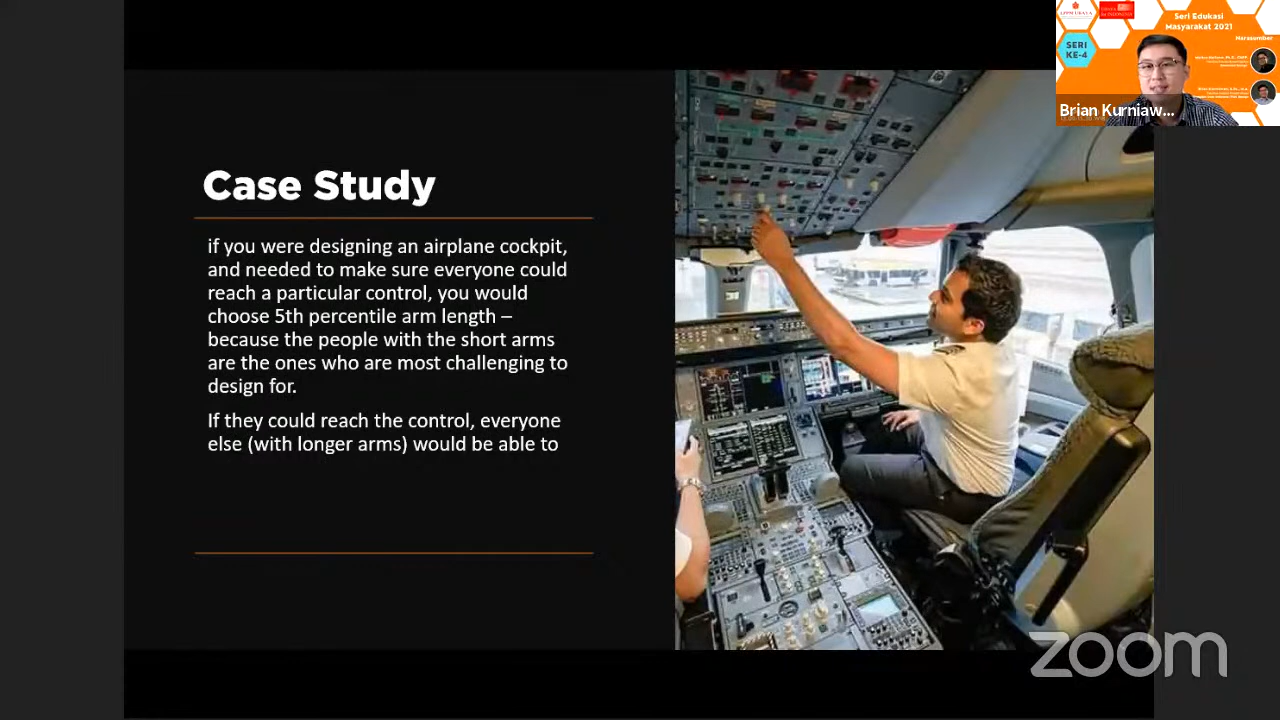 Case Study
if you were designing an airplane cockpit,
and needed to make sure everyone could
reach a particular control, you would
choose 5th percentile arm length –
because the people with the short arms
are the ones who are most challenging to
design for.
If they could reach the control, everyone
else (with longer arms) would be able to
Seri Edukasi
Masyarakat 2021
Narasumber
SERI
KE-4
Brian Kurniaw...
zoom